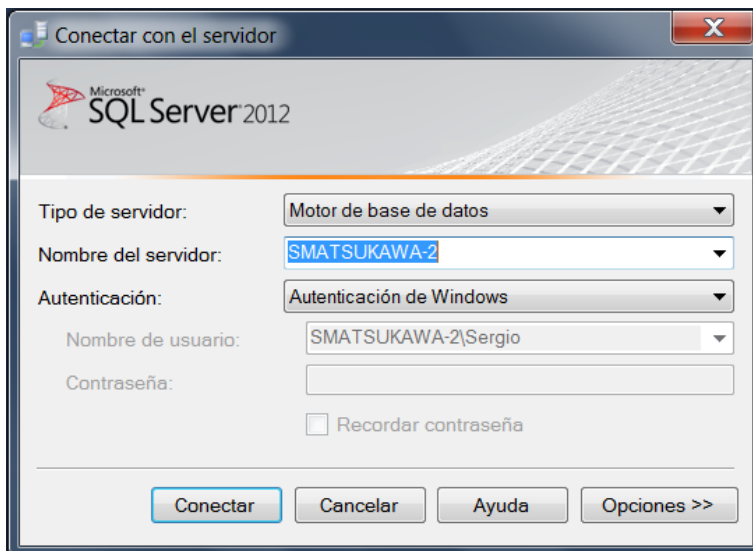 Conectar con el servidor
Microsoft®
SQL Server® 2012
Tipo de servidor: Motor de base de datos
Nombre del servidor: SMATSUKAWA-2
Autenticación: Autenticación de Windows
Nombre de usuario: SMATSUKAWA-2\Sergio
Contraseña:
Recordar contraseña
Conectar Cancelar Ayuda Opciones >>